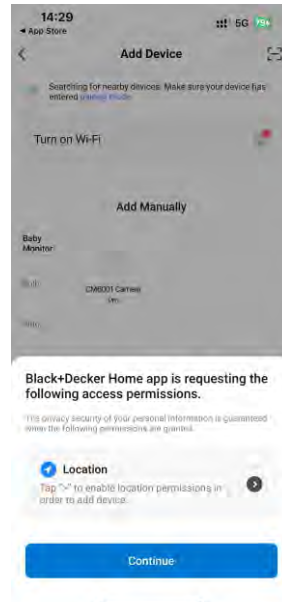 14:29
5G
◀ App Store
Add Device
Searching for nearby devices. Make sure your device has
entered pairing mode.
Turn on Wi-Fi
Add Manually
Baby
Monitor
CM6001 Camera
Black+Decker Home app is requesting the
following access permissions.
The privacy security of your personal information is guaranteed
when the following permissions are granted.
Location
Tap ">" to enable location permissions in
order to add device.
Continue